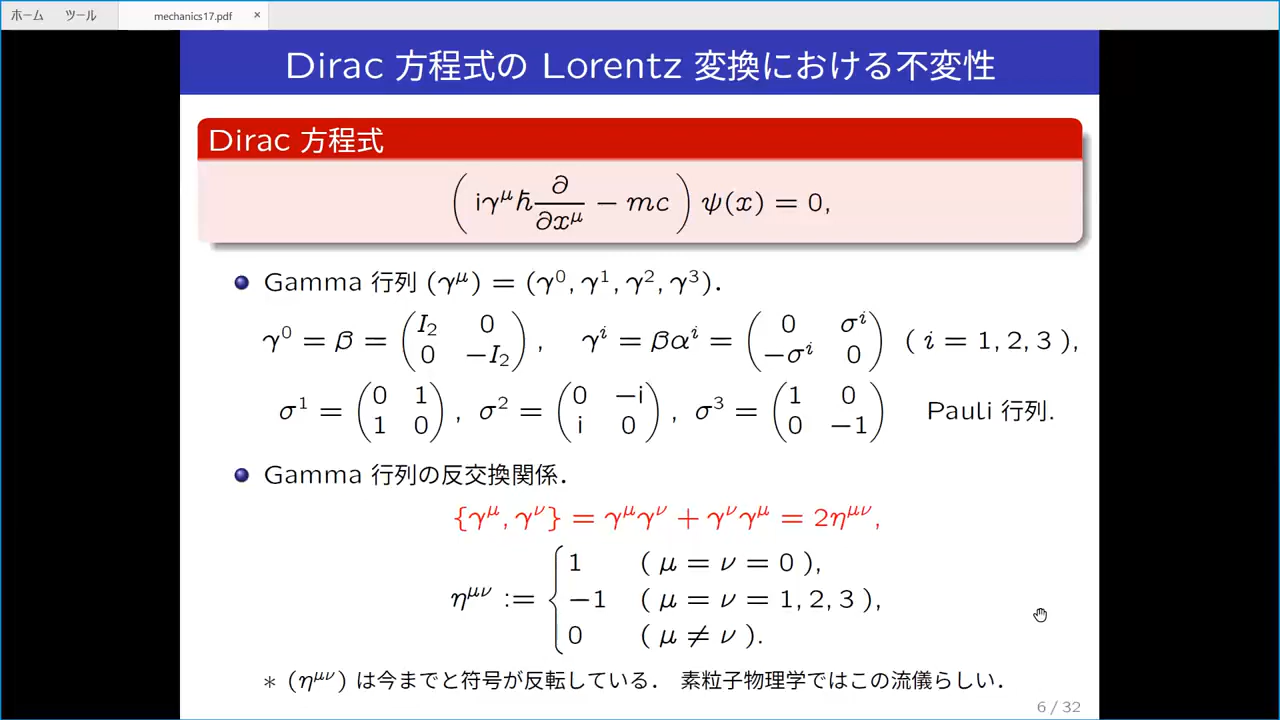 ホーム ツール mechanics17.pdf ×
Dirac 方程式の Lorentz 変換における不変性
Dirac 方程式
( iγ^μ ħ ∂/∂x^μ − mc ) ψ(x) = 0,
Gamma 行列 (γ^μ) = (γ^0, γ^1, γ^2, γ^3).
γ^0 = β = ( I_2 0 ; 0 −I_2 ), γ^i = βα^i = ( 0 σ^i ; −σ^i 0 ) ( i = 1, 2, 3 ),
σ^1 = ( 0 1 ; 1 0 ), σ^2 = ( 0 −i ; i 0 ), σ^3 = ( 1 0 ; 0 −1 ) Pauli 行列.
Gamma 行列の反交換関係.
{γ^μ, γ^ν} = γ^μγ^ν + γ^νγ^μ = 2η^{μν},
η^{μν} := { 1 ( μ = ν = 0 ),
−1 ( μ = ν = 1, 2, 3 ),
0 ( μ ≠ ν ).
∗ (η^{μν}) は今までと符号が反転している. 素粒子物理学ではこの流儀らしい.
6 / 32